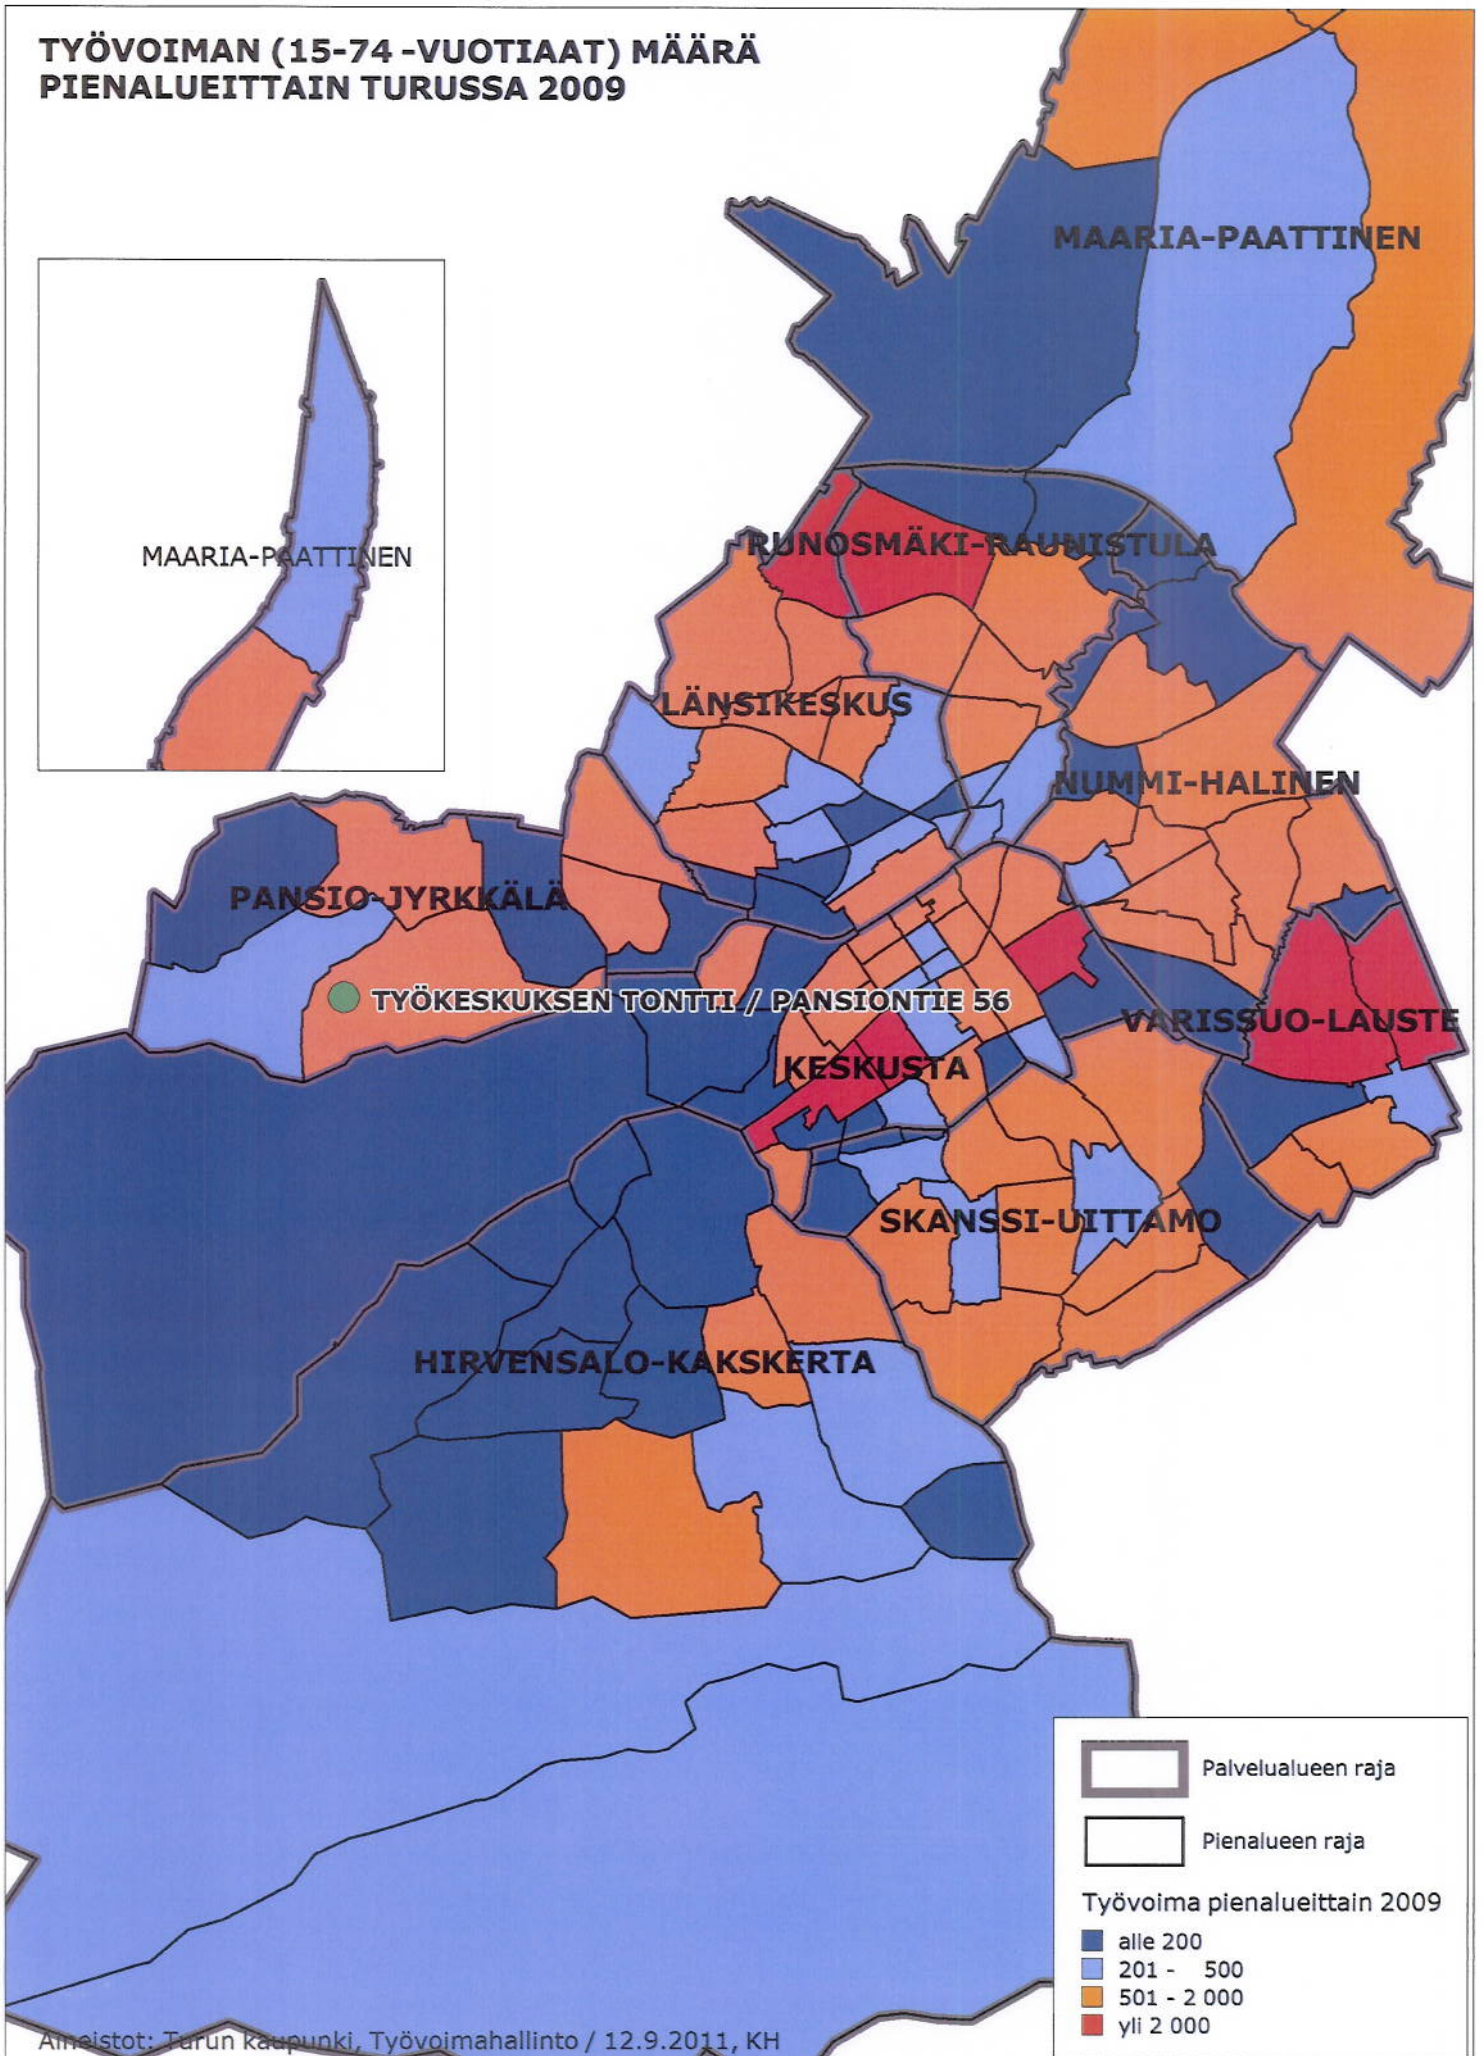 TYÖVOIMAN (15-74 -VUOTIAAT) MÄÄRÄ
PIENALUEITTAIN TURUSSA 2009
MAARIA-PAATTINEN
MAARIA-PAATTINEN
RUNOSMÄKI-RAUNISTULA
LÄNSIKESKUS
NUMMI-HALINEN
PANSIO-JYRKKÄLÄ
TYÖKESKUKSEN TONTTI / PANSIONTIE 56
VARISSUO-LAUSTE
KESKUSTA
SKANSSI-UITTAMO
HIRVENSALO-KAKSKERTA
Palvelualueen raja
Pienalueen raja
Työvoima pienalueittain 2009
alle 200
201 - 500
501 - 2 000
yli 2 000
Aineistot: Turun kaupunki, Työvoimahallinto / 12.9.2011, KH